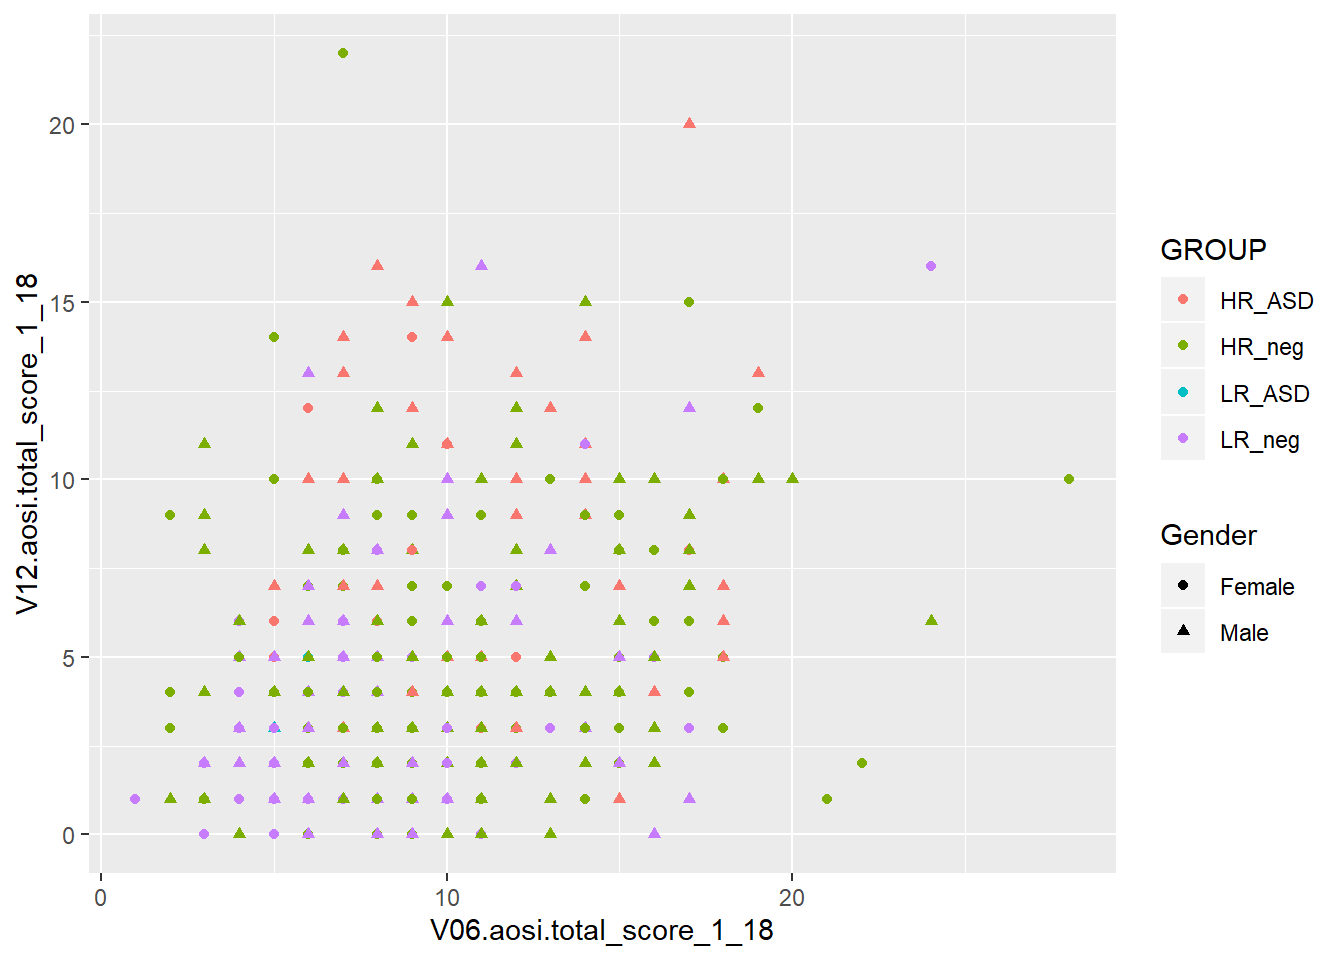 20
15
10
5
0
V12.aosi.total_score_1_18
0 10 20
V06.aosi.total_score_1_18
GROUP
HR_ASD
HR_neg
LR_ASD
LR_neg
Gender
Female
Male